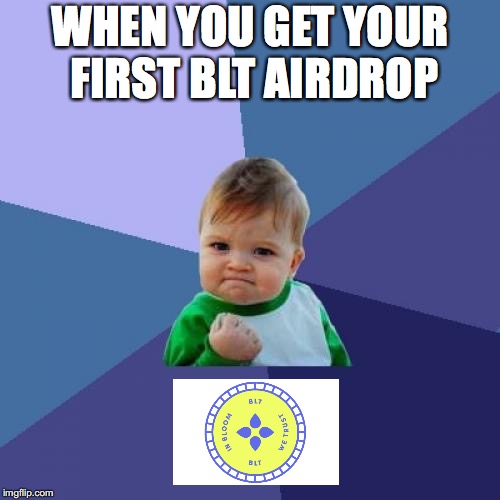 WHEN YOU GET YOUR
FIRST BLT AIRDROP
BLT
IN BLOOM
WE TRUST
BLT
imgflip.com